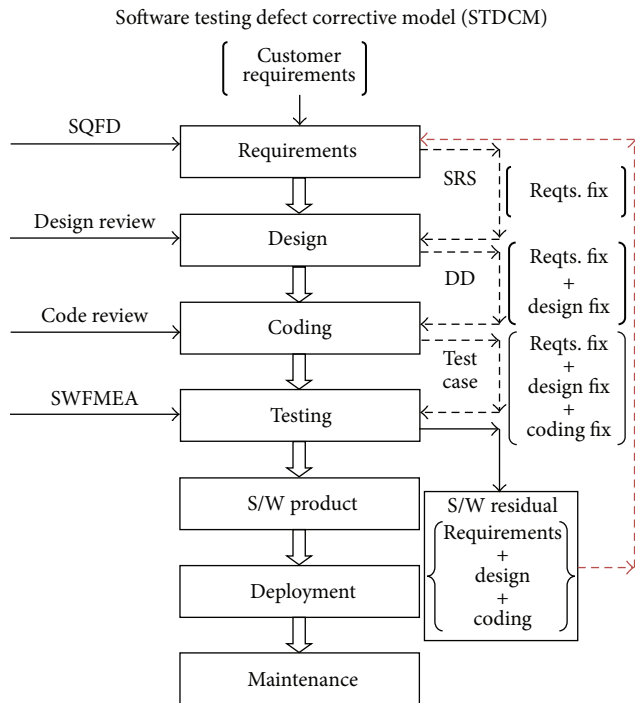 Software testing defect corrective model (STDCM)
Customer
requirements
SQFD
Requirements
SRS
Reqts. fix
Design review
Design
DD
Reqts. fix
+
design fix
Code review
Coding
Test
case
Reqts. fix
+
design fix
+
coding fix
SWFMEA
Testing
S/W product
S/W residual
Requirements
+
design
+
coding
Deployment
Maintenance